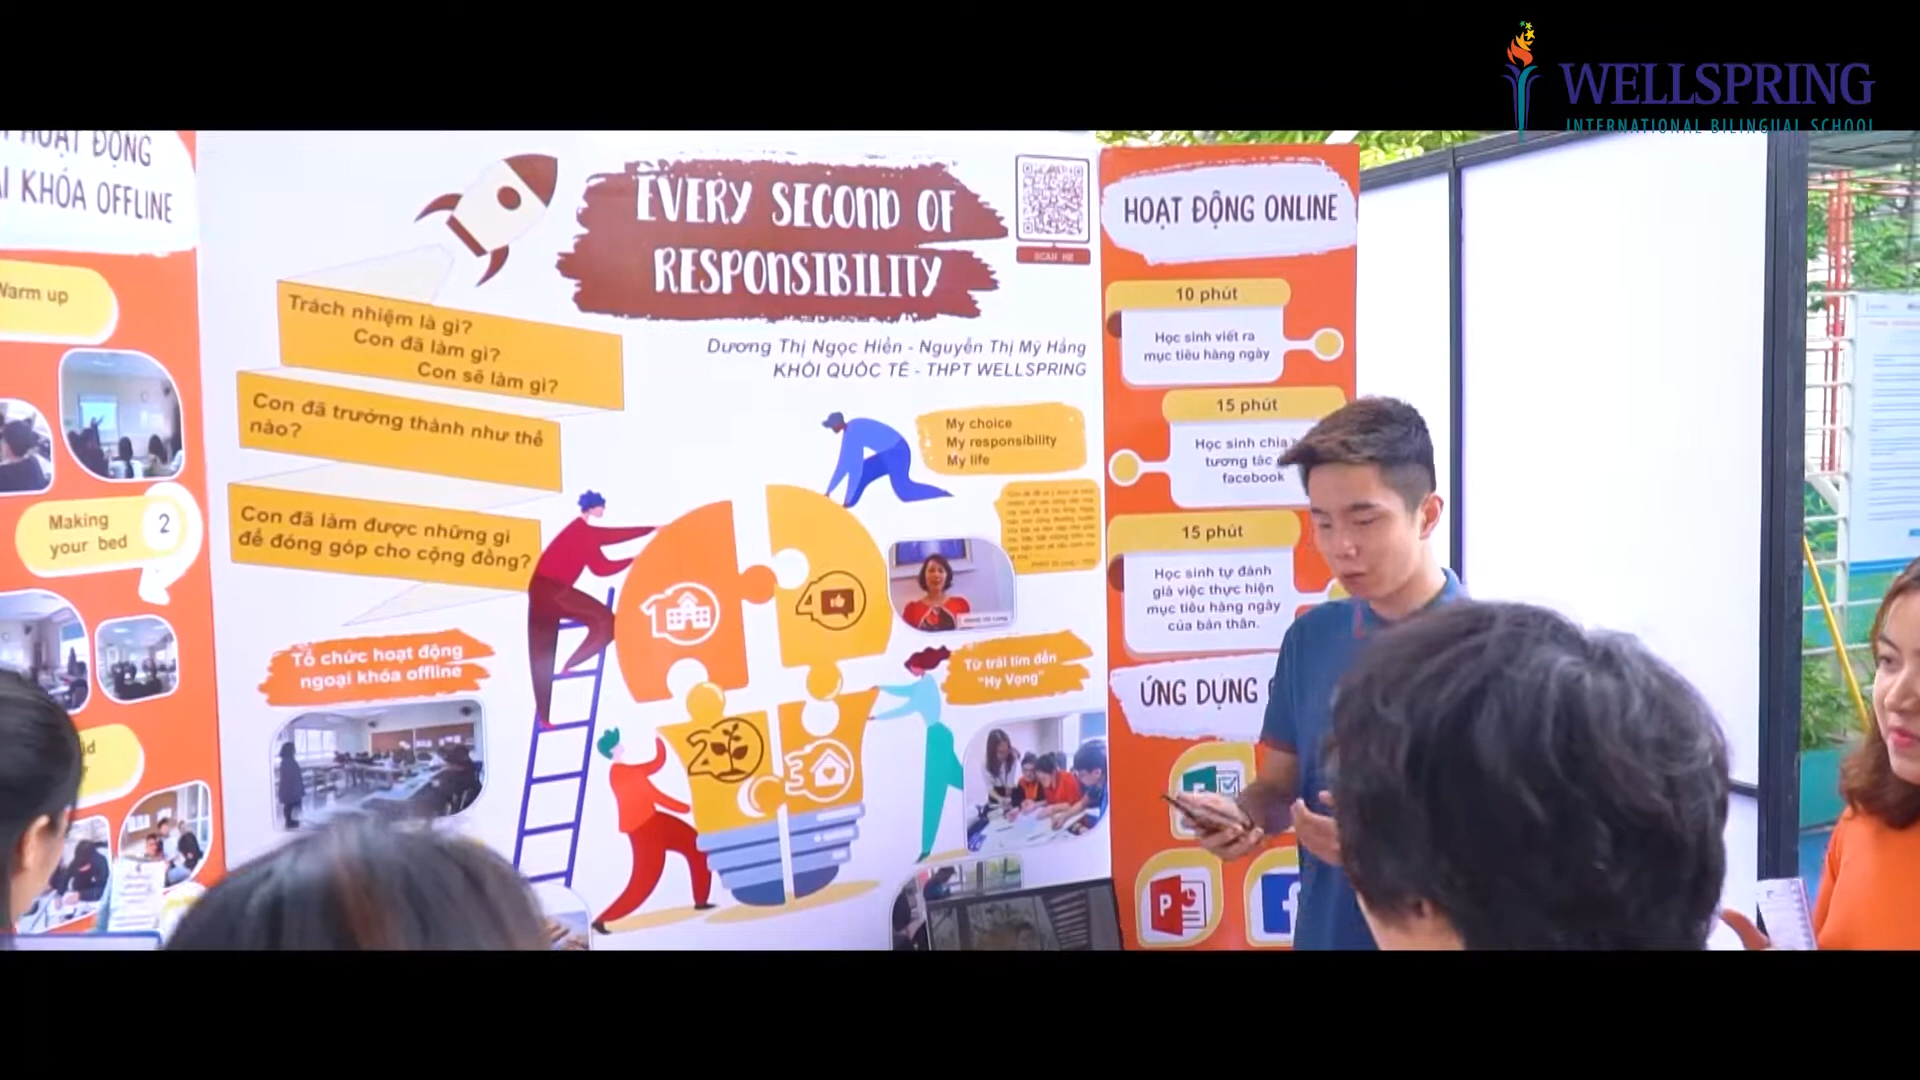 WELLSPRING
INTERNATIONAL BILINGUAL SCHOOL
HOẠT ĐỘNG
KHÓA OFFLINE
Warm up
Making
your bed
2
EVERY SECOND OF
RESPONSIBILITY
SCAN ME
Trách nhiệm là gì?
Con đã làm gì?
Con sẽ làm gì?
Dương Thị Ngọc Hiền - Nguyễn Thị Mỹ Hằng
KHỐI QUỐC TẾ - THPT WELLSPRING
Con đã trưởng thành như thế
nào?
My choice
My responsibility
My life
Con đã làm được những gì
để đóng góp cho cộng đồng?
Tổ chức hoạt động
ngoại khóa offline
Từ trái tim đến
"Hy Vọng"
2
3
HOẠT ĐỘNG ONLINE
10 phút
Học sinh viết ra
mục tiêu hàng ngày
15 phút
Học sinh chia
tương tác
facebook
15 phút
Học sinh tự đánh
giá việc thực hiện
mục tiêu hàng ngày
của bản thân.
ỨNG DỤNG
P